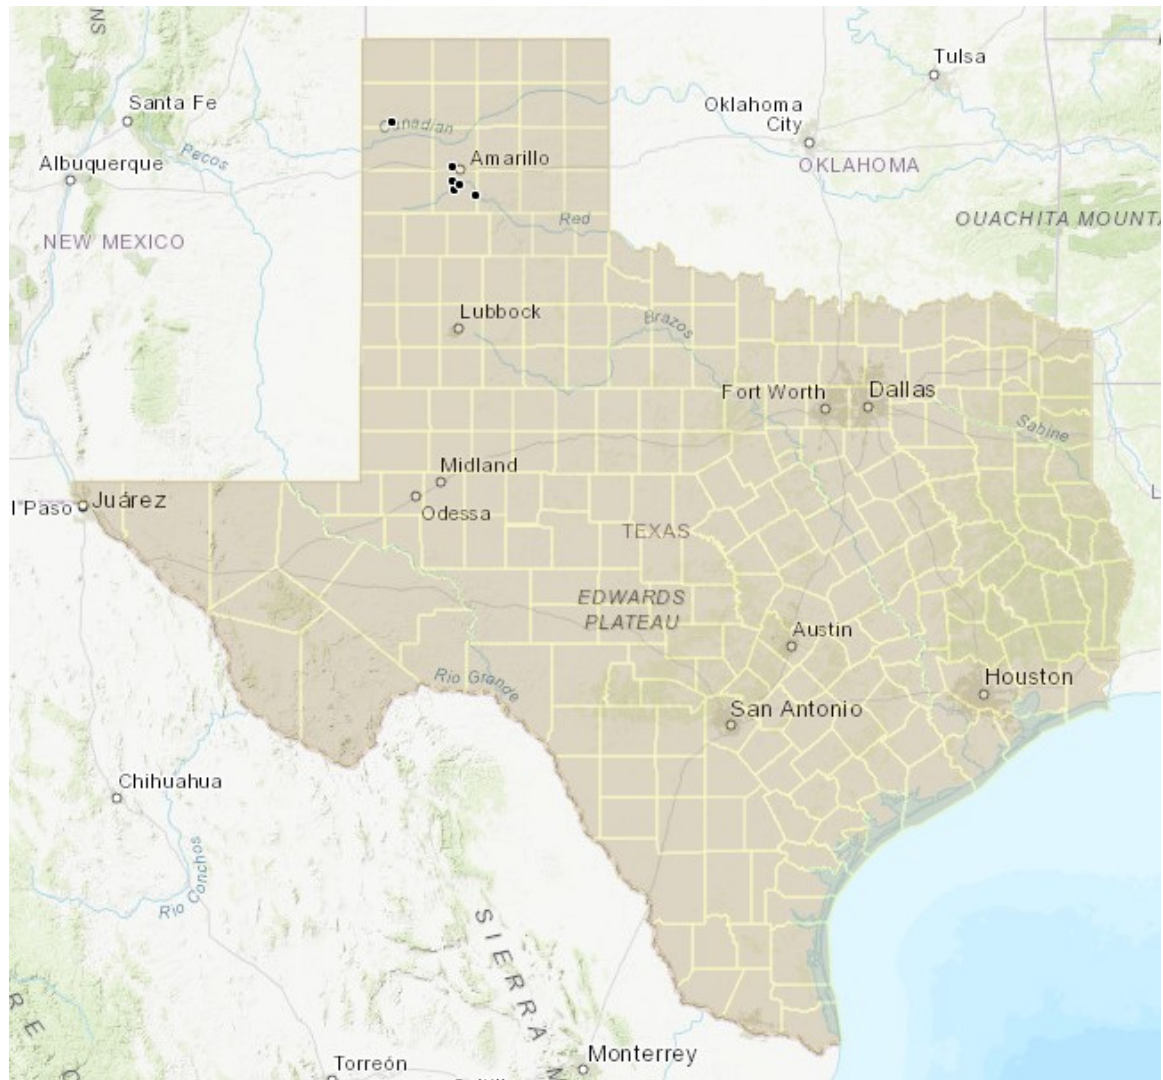 NS
Tulsa
Santa Fe
Oklahoma
City
Canadian
Pecos
Amarillo
Albuquerque
OKLAHOMA
Red
OUACHITA MOUNTA
NEW MEXICO
Lubbock
Brazos
Fort Worth
Dallas
Sabine
Midland
l Paso
Juárez
Odessa
TEXAS
EDWARDS
PLATEAU
Austin
Rio Grande
Houston
San Antonio
Chihuahua
Rio Conchos
SIERRA
M
RE
Monterrey
Torreón